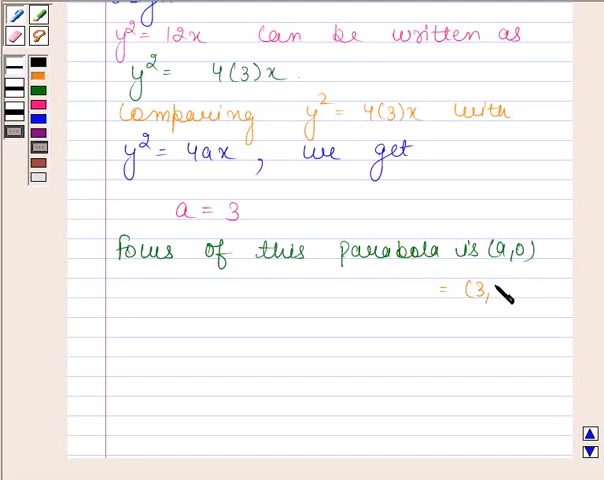 y² = 12x can be written as
y² = 4(3)x.
Comparing y² = 4(3)x with
y² = 4ax, we get
a = 3
focus of this parabola is (a,0)
= (3,